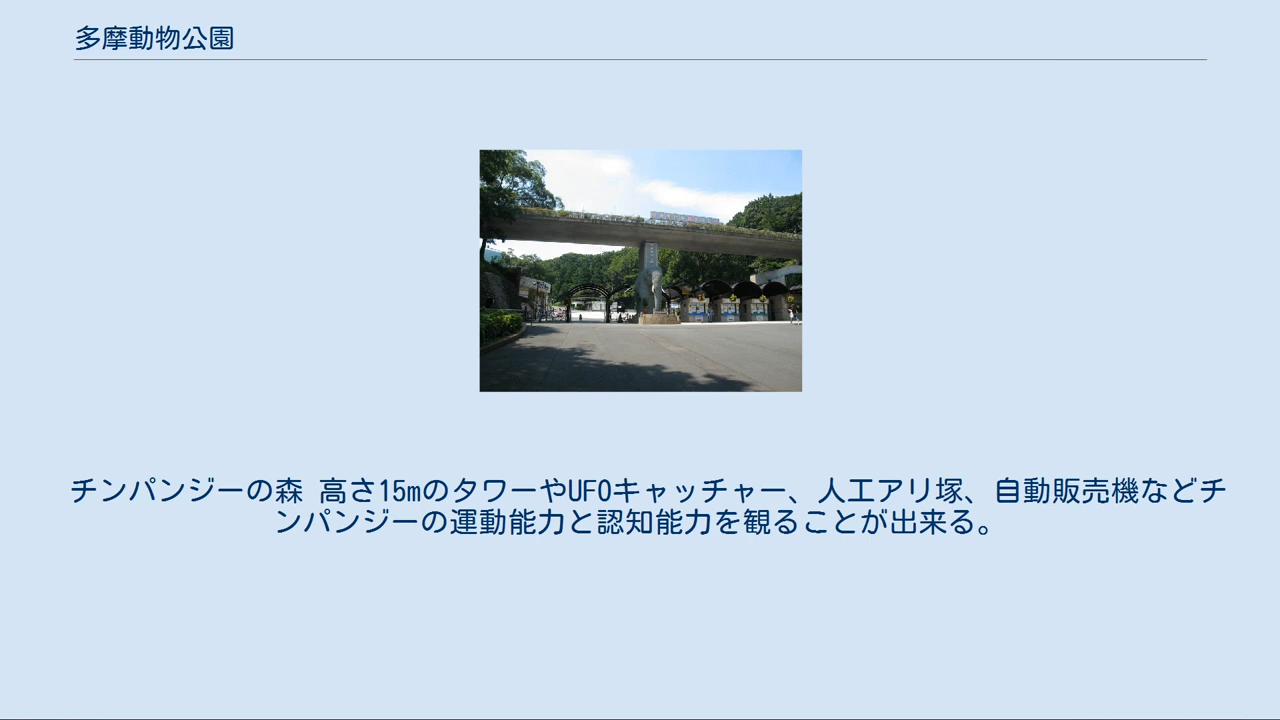 多摩動物公園
チンパンジーの森 高さ15mのタワーやUFOキャッチャー、人工アリ塚、自動販売機などチ
ンパンジーの運動能力と認知能力を観ることが出来る。